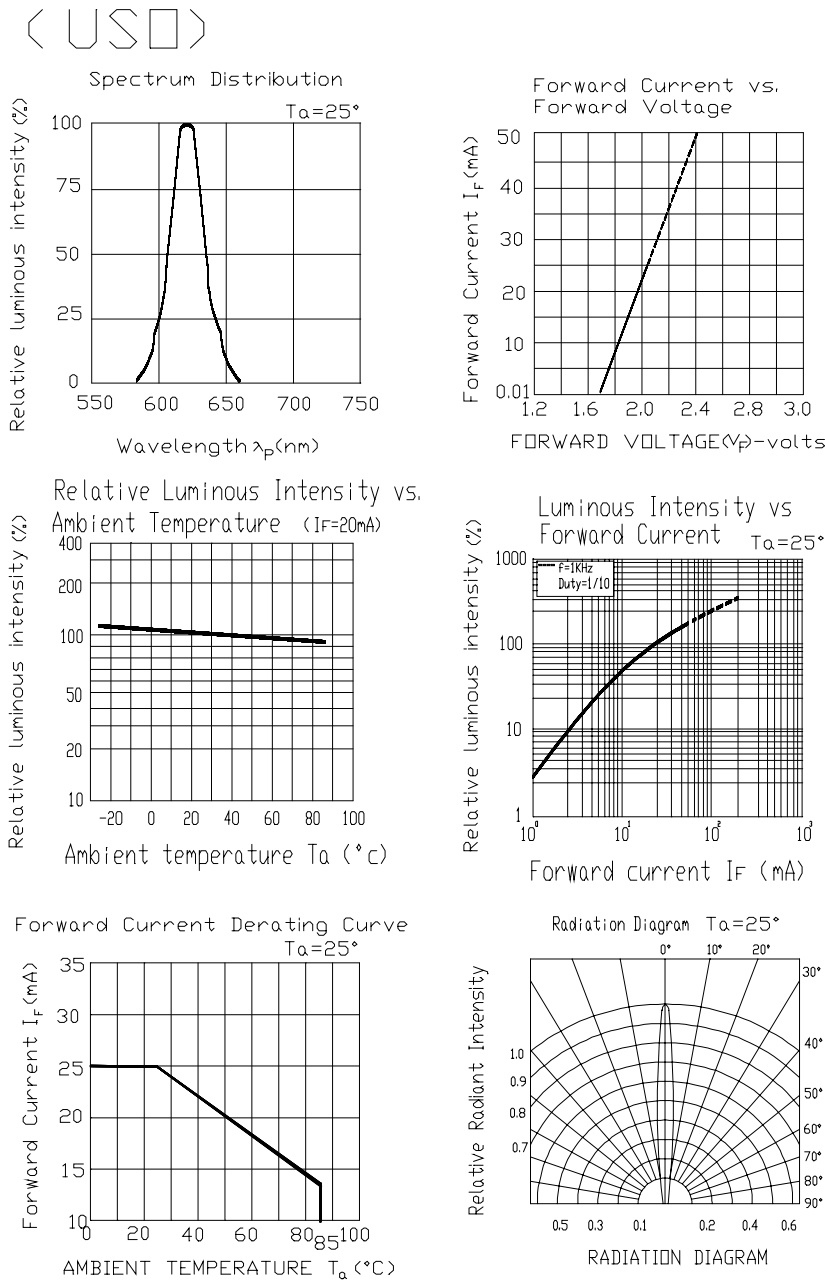 (USO)
Spectrum Distribution
Ta=25°
Relative luminous intensity (%)
100
75
50
25
0
550 600 650 700 750
Wavelength λp(nm)
Forward Current vs.
Forward Voltage
Forward Current IF (mA)
50
40
30
20
10
0.01
1.2 1.6 2.0 2.4 2.8 3.0
FORWARD VOLTAGE(VF)-volts
Relative Luminous Intensity vs.
Ambient Temperature (IF=20mA)
Relative luminous intensity (%)
400
200
100
50
20
10
-20 0 20 40 60 80 100
Ambient temperature Ta (°c)
Luminous Intensity vs
Forward Current Ta=25°
Relative luminous intensity (%)
f=1KHz
Duty=1/10
1000
100
10
1
10⁰ 10¹ 10² 10³
Forward current IF (mA)
Forward Current Derating Curve
Ta=25°
Forward Current IF (mA)
35
30
25
20
15
10
0 20 40 60 80 85 100
AMBIENT TEMPERATURE Ta (°C)
Radiation Diagram Ta=25°
0° 10° 20°
30°
40°
50°
60°
70°
80°
90°
Relative Radiant Intensity
1.0
0.9
0.8
0.7
0.5 0.3 0.1 0.2 0.4 0.6
RADIATION DIAGRAM